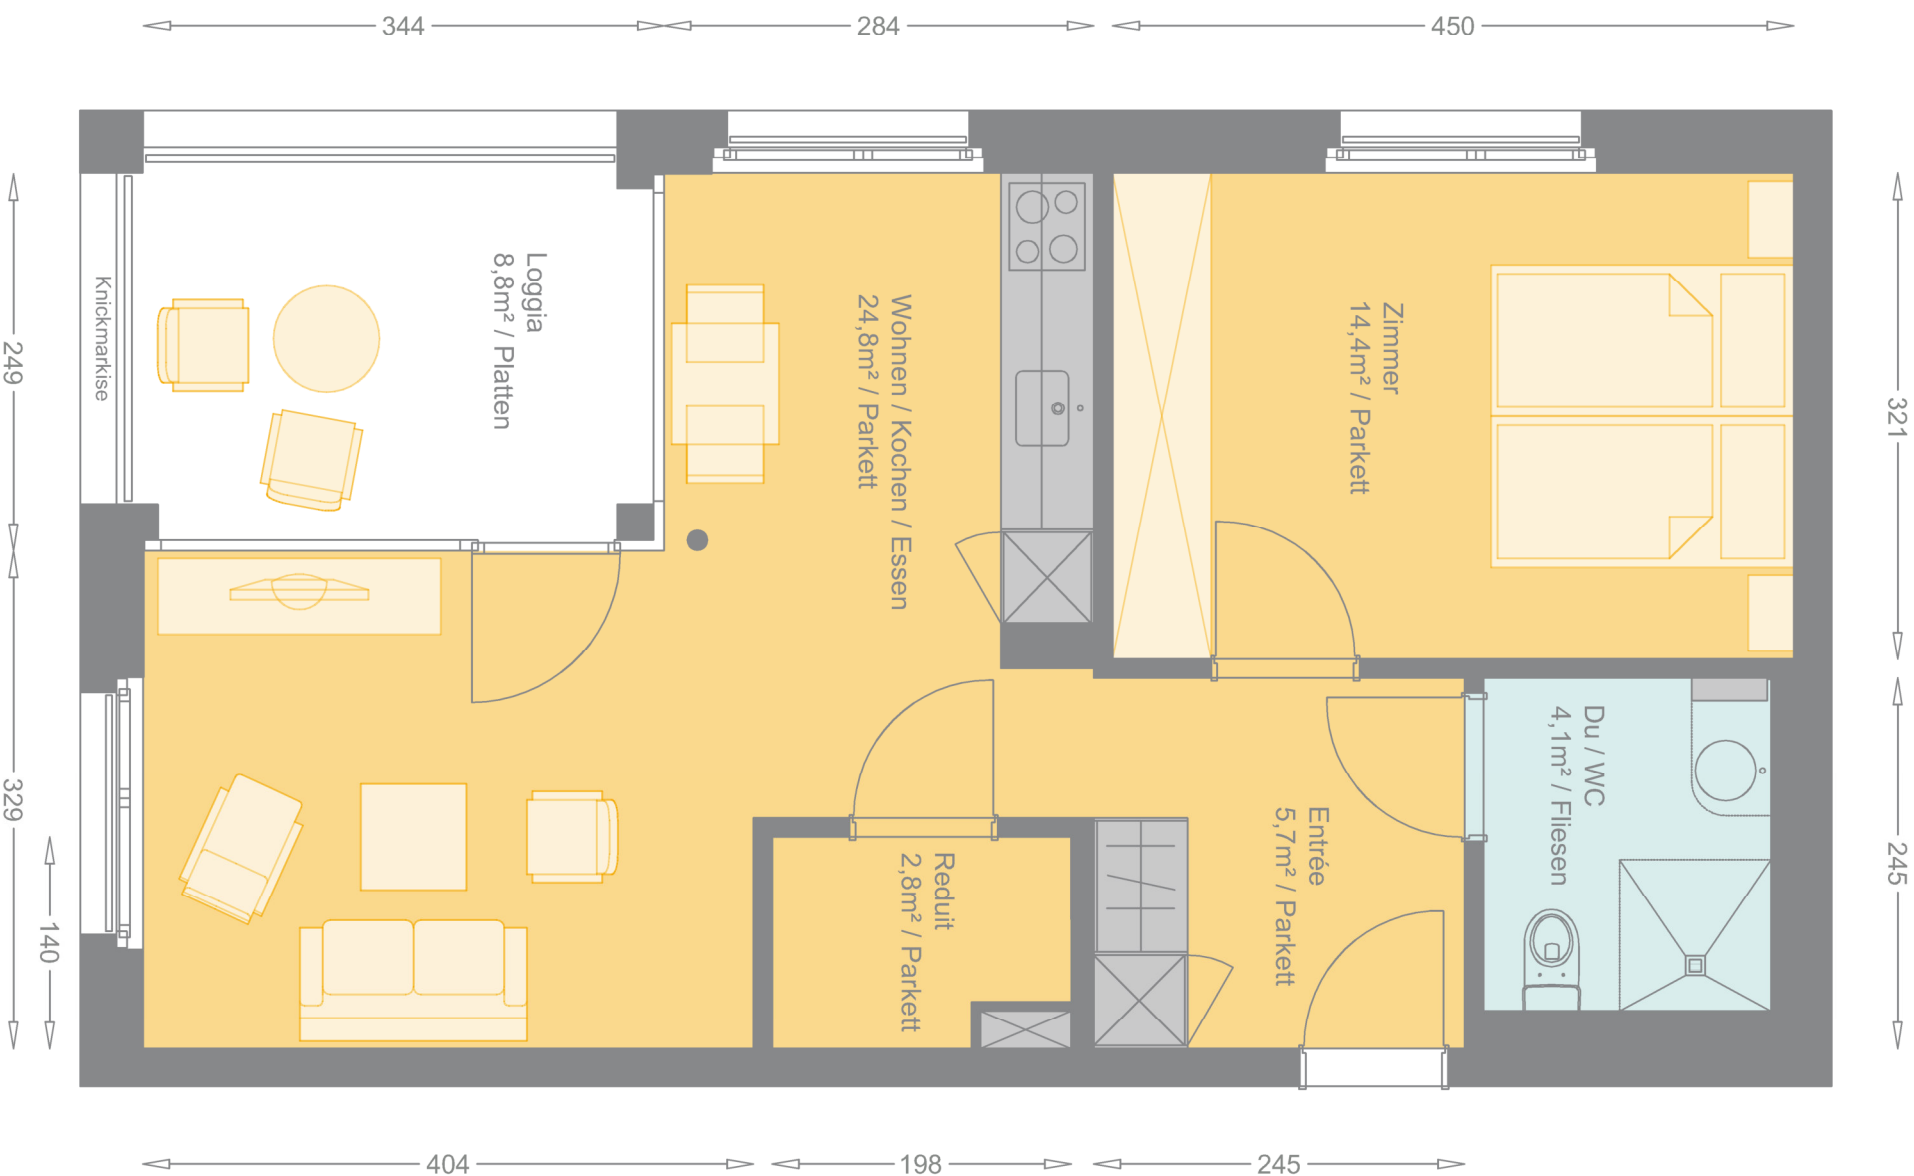 344
284
450
Loggia
8,8m² / Platten
Knickmarkise
Wohnen / Kochen / Essen
24,8m² / Parkett
Zimmer
14,4m² / Parkett
249
321
Du / WC
4,1m² / Fliesen
Entrée
5,7m² / Parkett
Reduit
2,8m² / Parkett
329
140
245
404
198
245